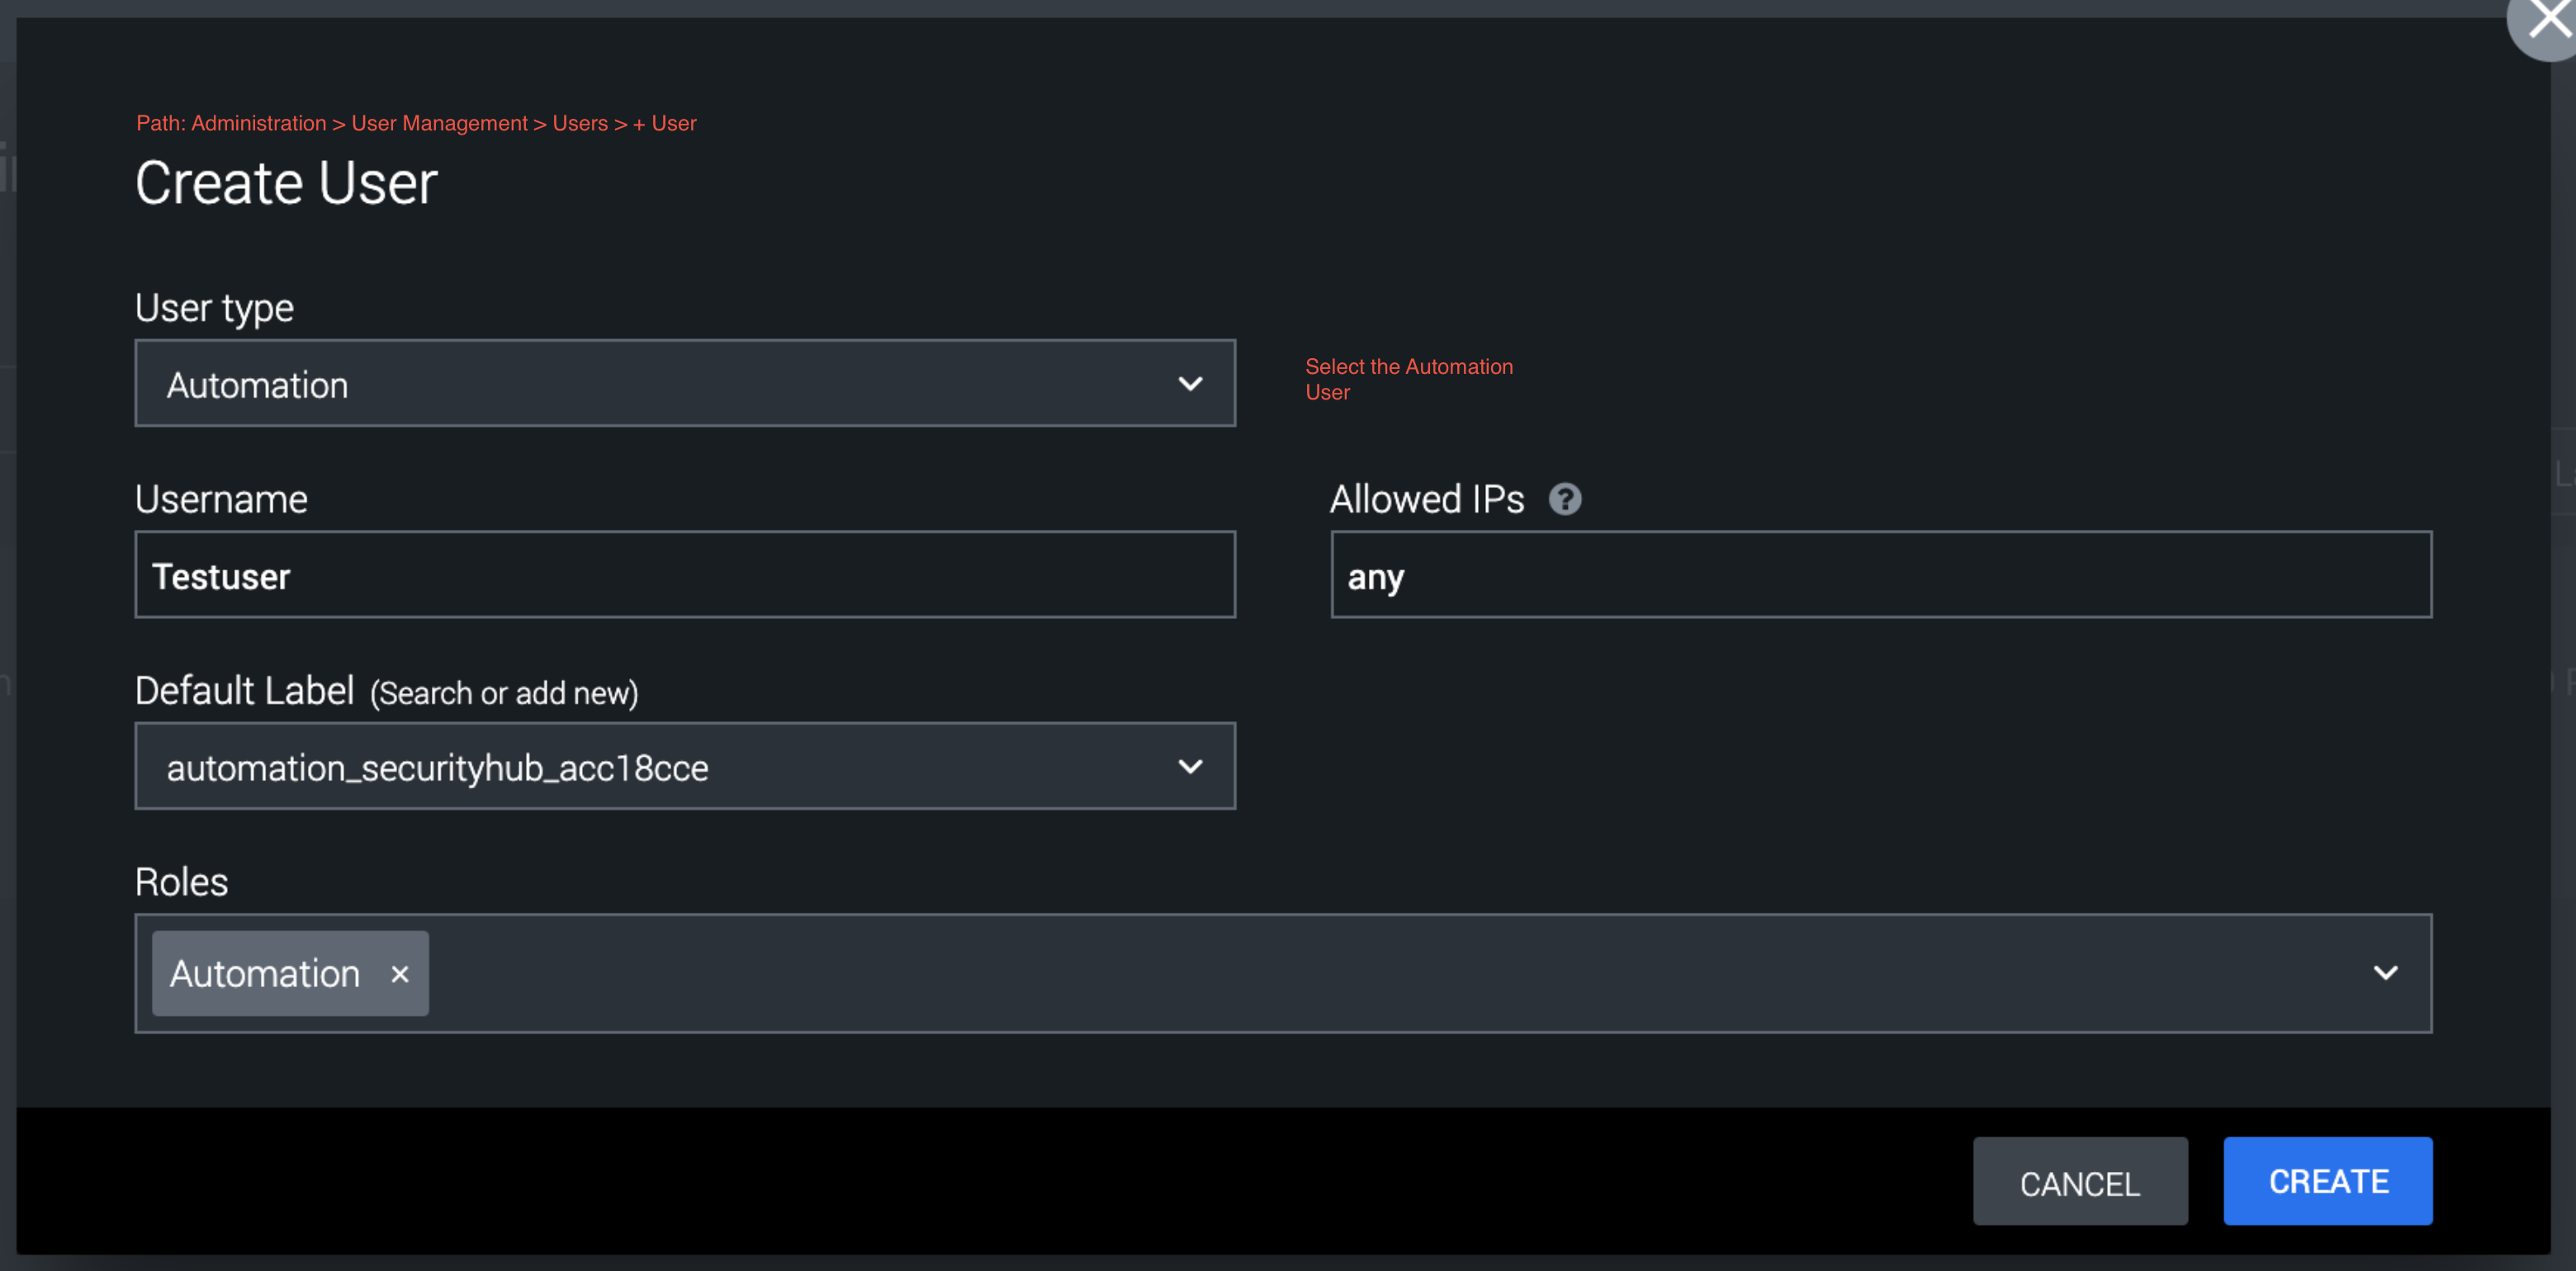 Path: Administration > User Management > Users > + User
Create User
User type
Automation
Select the Automation
User
Username
Allowed IPs ?
Testuser
any
Default Label (Search or add new)
automation_securityhub_acc18cce
Roles
Automation ×
CANCEL
CREATE